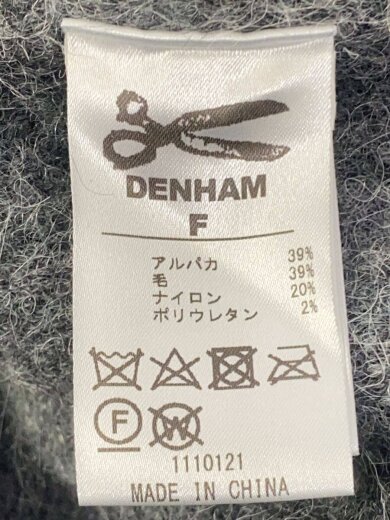 DENHAM
F
アルパカ 39%
毛 39%
ナイロン 20%
ポリウレタン 2%
F W
1110121
MADE IN CHINA